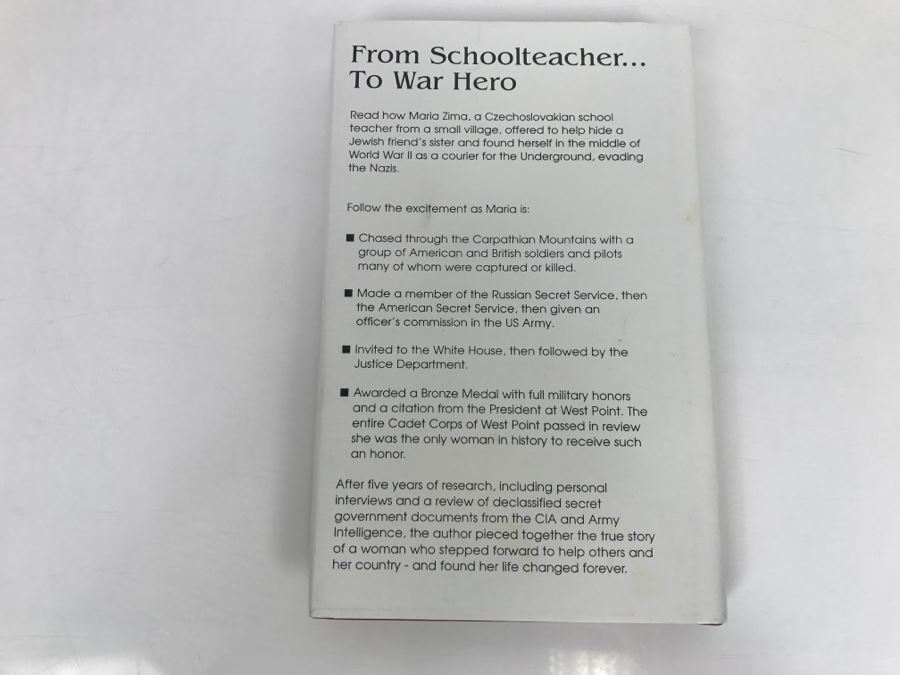 From Schoolteacher...
To War Hero
Read how Maria Zima, a Czechoslovakian school
teacher from a small village, offered to help hide a
Jewish friend's sister and found herself in the middle of
World War II as a courier for the Underground, evading
the Nazis.
Follow the excitement as Maria is:
■ Chased through the Carpathian Mountains with a
group of American and British soldiers and pilots
many of whom were captured or killed.
■ Made a member of the Russian Secret Service, then
the American Secret Service, then given an
officer's commission in the US Army.
■ Invited to the White House, then followed by the
Justice Department.
■ Awarded a Bronze Medal with full military honors
and a citation from the President at West Point. The
entire Cadet Corps of West Point passed in review
she was the only woman in history to receive such
an honor.
After five years of research, including personal
interviews and a review of declassified secret
government documents from the CIA and Army
Intelligence, the author pieced together the true story
of a woman who stepped forward to help others and
her country - and found her life changed forever.